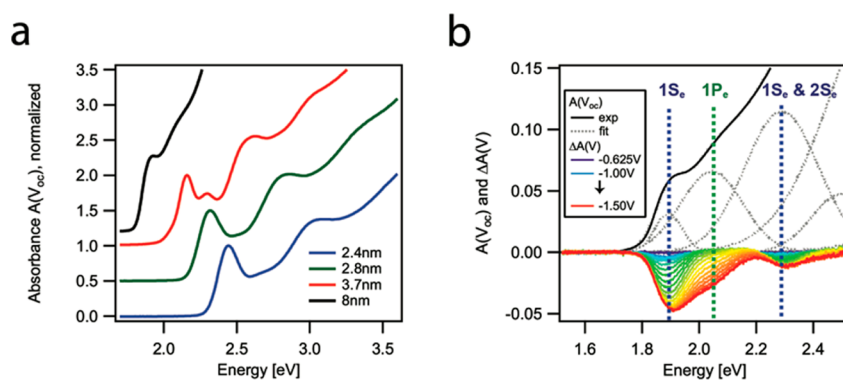 a
Absorbance A(Voc), normalized
3.5
3.0
2.5
2.0
1.5
1.0
0.5
0.0
2.4nm
2.8nm
3.7nm
8nm
2.0 2.5 3.0 3.5
Energy [eV]
b
A(Voc) and ΔA(V)
0.15
0.10
0.05
0.00
-0.05
1Se 1Pe 1Se & 2Se
A(Voc)
exp
fit
ΔA(V)
-0.625V
-1.00V
-1.50V
1.6 1.8 2.0 2.2 2.4
Energy [eV]